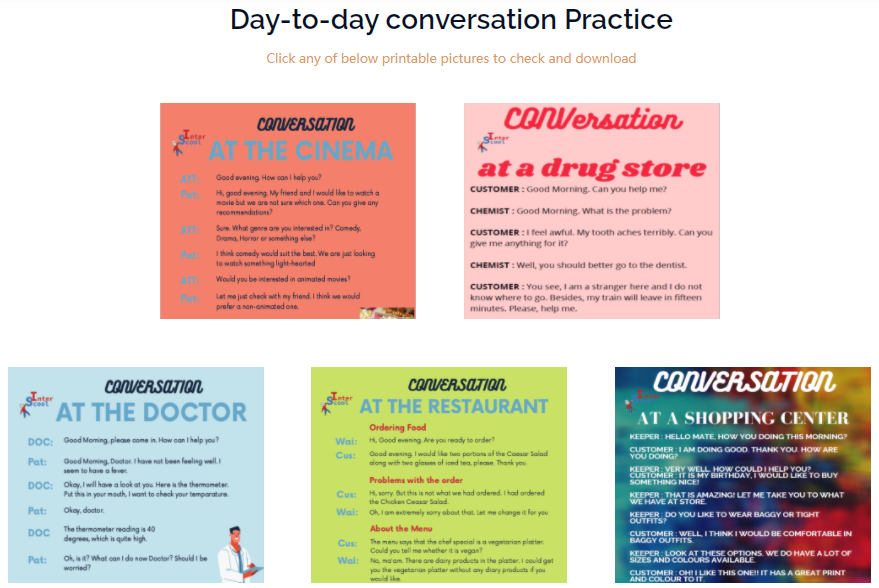 Day-to-day conversation Practice
Click any of below printable pictures to check and download
CONVERSATION
Inter
Scool
AT THE CINEMA
ATT:
Good evening. How can I help you?
Pat:
Hi, good evening. My friend and I would like to watch a
movie but we are not sure which one. Can you give any
recommendations?
ATT:
Sure. What genre are you interested in? Comedy,
Drama, Horror or something else?
Pat:
I think comedy would suit the best. We are just looking
to watch something light-hearted
ATT:
Would you be interested in animated movies?
Pat:
Let me just check with my friend. I think we would
prefer a non-animated one.
CONVersation
Inter
Scool
at a drug store
CUSTOMER : Good Morning. Can you help me?
CHEMIST : Good Morning. What is the problem?
CUSTOMER : I feel awful. My tooth aches terribly. Can you
give me anything for it?
CHEMIST : Well, you should better go to the dentist.
CUSTOMER : You see, I am a stranger here and I do not
know where to go. Besides, my train will leave in fifteen
minutes. Please, help me.
CONVERSATION
Inter
Scool
AT THE DOCTOR
DOC:
Good Morning, please come in. How can I help you?
Pat:
Good Morning, Doctor. I have not been feeling well. I
seem to have a fever.
DOC:
Okay, I will have a look at you. Here is the thermometer.
Put this in your mouth, I want to check your temparature.
Pat:
Okay, doctor.
DOC
The thermometer reading is 40
degrees, which is quite high.
Pat:
Oh, is it? What can I do now Doctor? Should I be
worried?
CONVERSATION
Inter
Scool
AT THE RESTAURANT
Ordering Food
Wai:
Hi, Good evening. Are you ready to order?
Cus:
Good evening. I would like two portions of the Caesar Salad
along with two glasses of iced tea, please. Thank you.
Problems with the order
Cus:
Hi, sorry. But this is not what we had ordered. I had ordered
the Chicken Caesar Salad.
Wai:
Oh, I am extremely sorry about that. Let me change it for you
About the Menu
Cus:
The menu says that the chef special is a vegetarian platter.
Could you tell me whether it is vegan?
Wai:
No, ma'am. There are diary products in the platter. I could get
you the vegetarian platter without any diary products if you
would like.
CONVERSATION
AT A SHOPPING CENTER
KEEPER : HELLO MATE, HOW YOU DOING THIS MORNING?
CUSTOMER : I AM DOING GOOD. THANK YOU. HOW ARE
YOU DOING?
KEEPER : VERY WELL. HOW COULD I HELP YOU?
CUSTOMER : IT IS MY BIRTHDAY, I WOULD LIKE TO BUY
SOMETHING NICE!
KEEPER : THAT IS AMAZING! LET ME TAKE YOU TO WHAT
WE HAVE AT STORE.
KEEPER : DO YOU LIKE TO WEAR BAGGY OR TIGHT
OUTFITS?
CUSTOMER : WELL, I THINK I WOULD BE COMFORTABLE IN
BAGGY OUTFITS.
KEEPER : LOOK AT THESE OPTIONS. WE DO HAVE A LOT OF
SIZES AND COLOURS AVAILABLE.
CUSTOMER : OH! I LIKE THIS ONE!! IT HAS A GREAT PRINT
AND COLOUR TO IT.